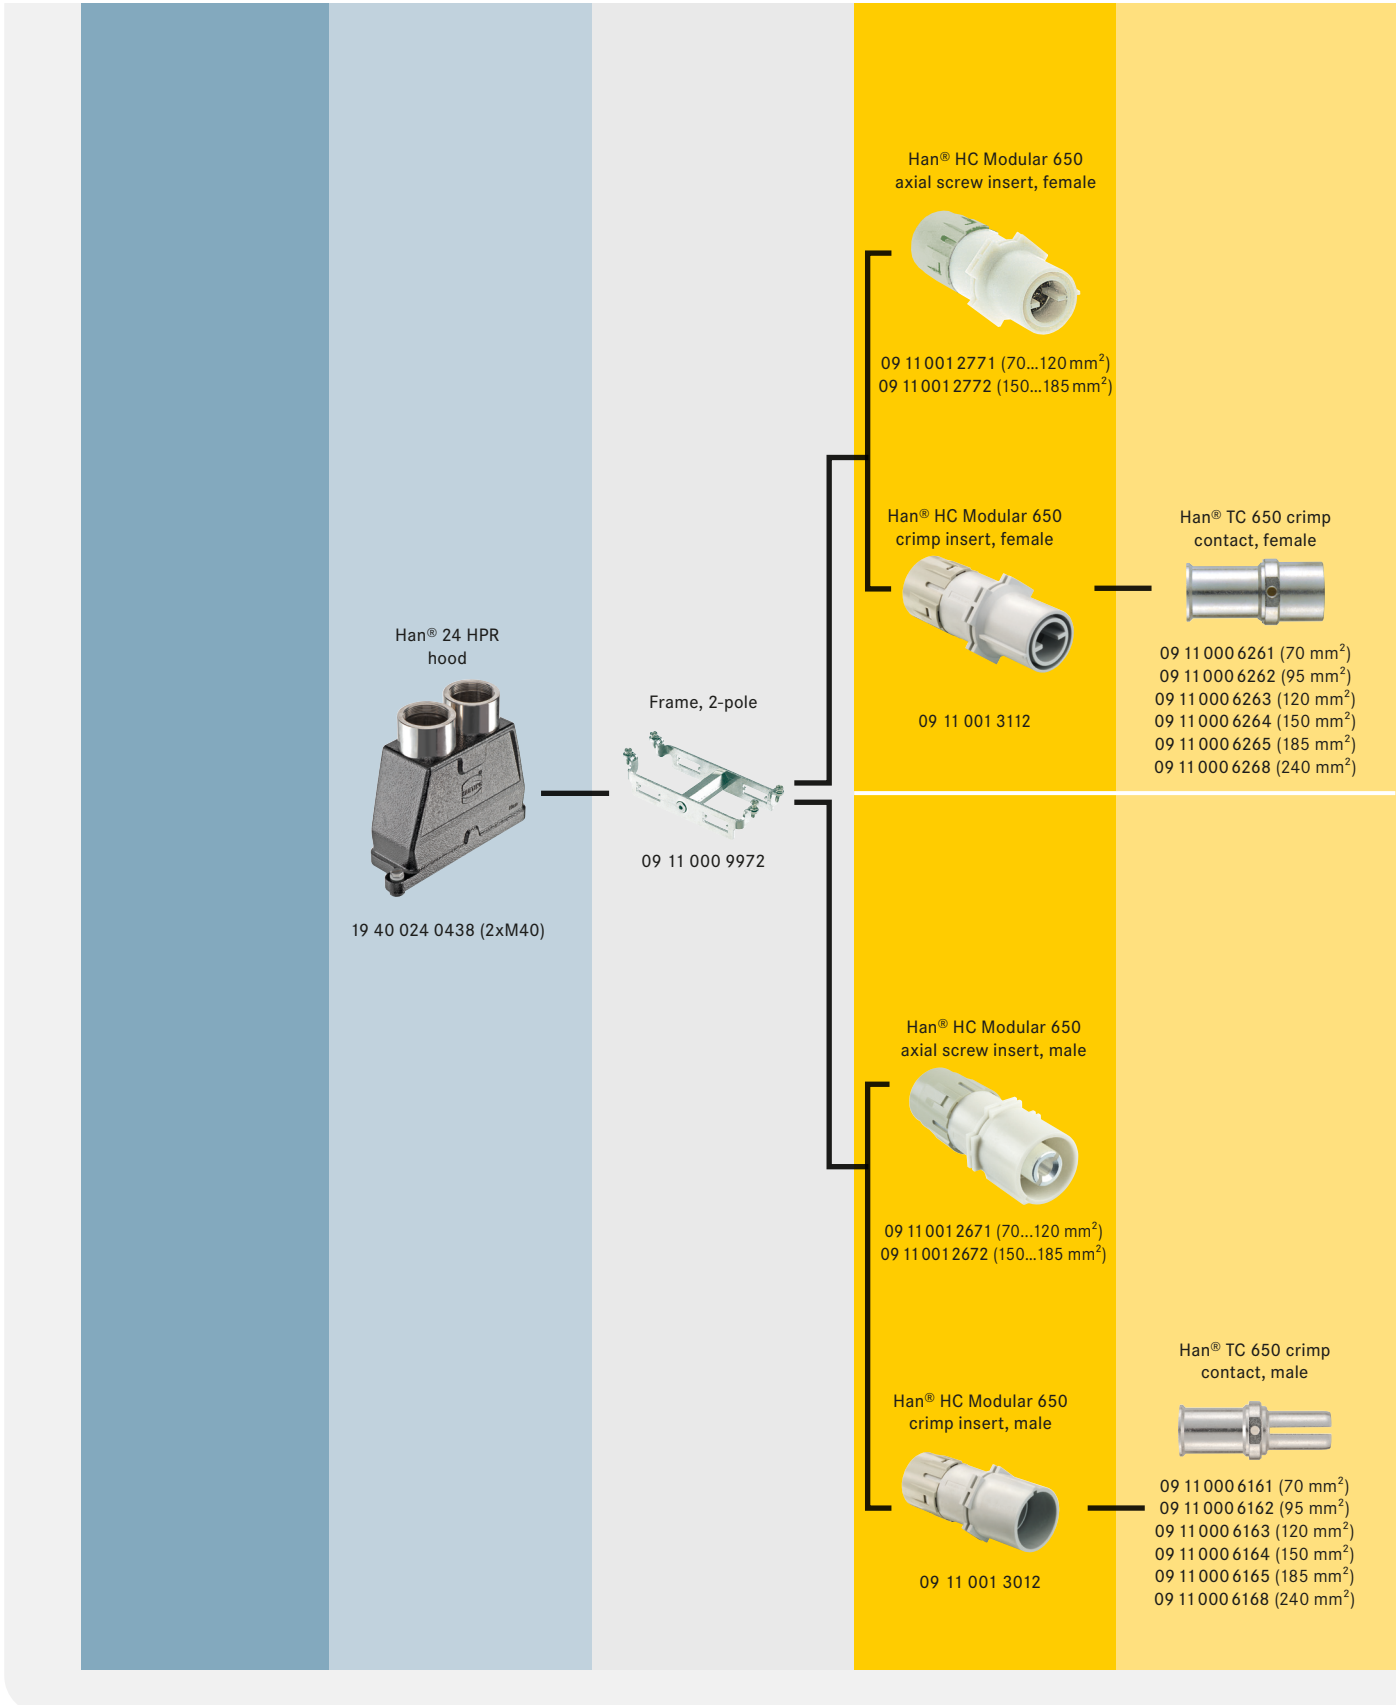 Han® HC Modular 650
axial screw insert, female
09 11 001 2771 (70...120 mm²)
09 11 001 2772 (150...185 mm²)
Han® HC Modular 650
crimp insert, female
09 11 001 3112
Han® TC 650 crimp
contact, female
09 11 000 6261 (70 mm²)
09 11 000 6262 (95 mm²)
09 11 000 6263 (120 mm²)
09 11 000 6264 (150 mm²)
09 11 000 6265 (185 mm²)
09 11 000 6268 (240 mm²)
Han® 24 HPR
hood
19 40 024 0438 (2xM40)
Frame, 2-pole
09 11 000 9972
Han® HC Modular 650
axial screw insert, male
09 11 001 2671 (70...120 mm²)
09 11 001 2672 (150...185 mm²)
Han® HC Modular 650
crimp insert, male
09 11 001 3012
Han® TC 650 crimp
contact, male
09 11 000 6161 (70 mm²)
09 11 000 6162 (95 mm²)
09 11 000 6163 (120 mm²)
09 11 000 6164 (150 mm²)
09 11 000 6165 (185 mm²)
09 11 000 6168 (240 mm²)